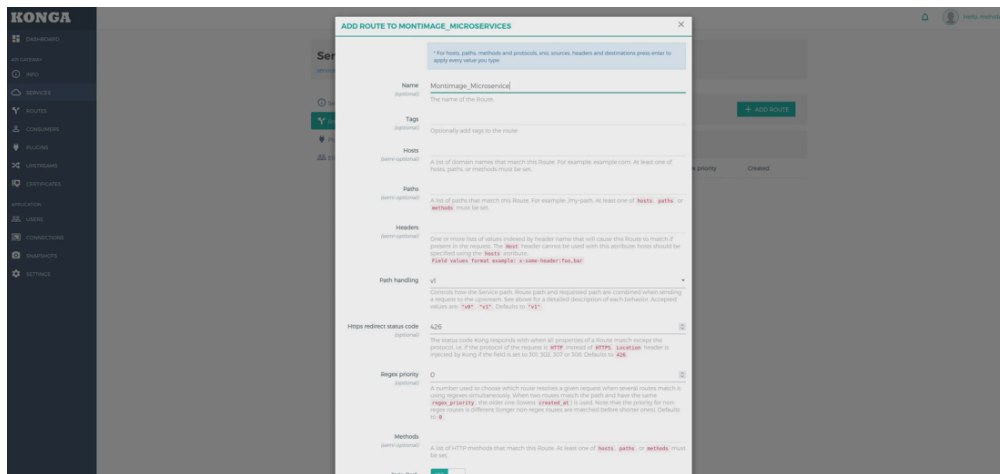 KONGA
Hello, 
DASHBOARD
API GATEWAY
INFO
SERVICES
ROUTES
CONSUMERS
PLUGINS
UPSTREAMS
CERTIFICATES
APPLICATION
USERS
CONNECTIONS
SNAPSHOTS
SETTINGS
Ser
+ ADD ROUTE
priority
Created
ADD ROUTE TO MONTIMAGE_MICROSERVICES
* For hosts, paths, methods and protocols, snis, sources, headers and destinations press enter to
apply every value you type.
Name
(optional)
Montimage_Microservice
The name of the Route.
Tags
(optional)
Optionally add tags to the route
Hosts
(semi-optional)
A list of domain names that match this Route. For example: example.com. At least one of
hosts, paths, or methods must be set.
Paths
(semi-optional)
A list of paths that match this Route. For example: /my-path. At least one of hosts, paths, or
methods must be set.
Headers
(semi-optional)
One or more lists of values indexed by header name that will cause this Route to match if
present in the request. The Host header cannot be used with this attribute: hosts should be
specified using the hosts attribute.
Field values format example: x-some-header:foo,bar
Path handling
v1
Controls how the Service path, Route path and requested path are combined when sending
a request to the upstream. See above for a detailed description of each behavior. Accepted
values are: "v0", "v1". Defaults to "v1".
Https redirect status code
(optional)
426
The status code Kong responds with when all properties of a Route match except the
protocol, i.e. if the protocol of the request is HTTP instead of HTTPS. Location header is
injected by Kong if the field is set to 301, 302, 307 or 308. Defaults to 426.
Regex priority
(optional)
0
A number used to choose which route resolves a given request when several routes match it
using regexes simultaneously. When two routes match the path and have the same
regex_priority, the older one (lowest created_at) is used. Note that the priority for non-
regex routes is different (longer non-regex routes are matched before shorter ones). Defaults
to 0.
Methods
(semi-optional)
A list of HTTP methods that match this Route. At least one of hosts, paths, or methods must
be set.